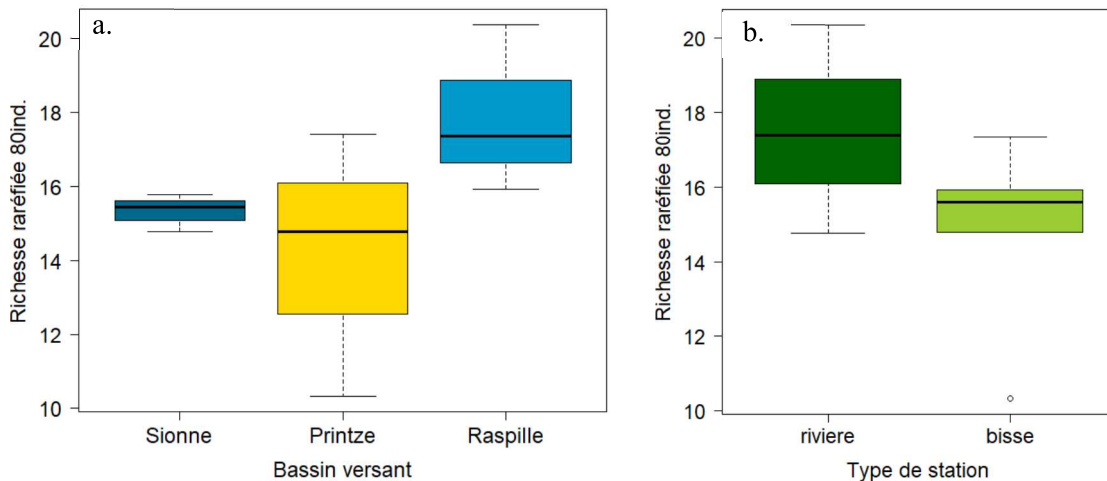 a.
Richesse raréfiée 80ind.
20
18
16
14
12
10
Sionne Printze Raspille
Bassin versant
b.
Richesse raréfiée 80ind.
20
18
16
14
12
10
riviere bisse
Type de station